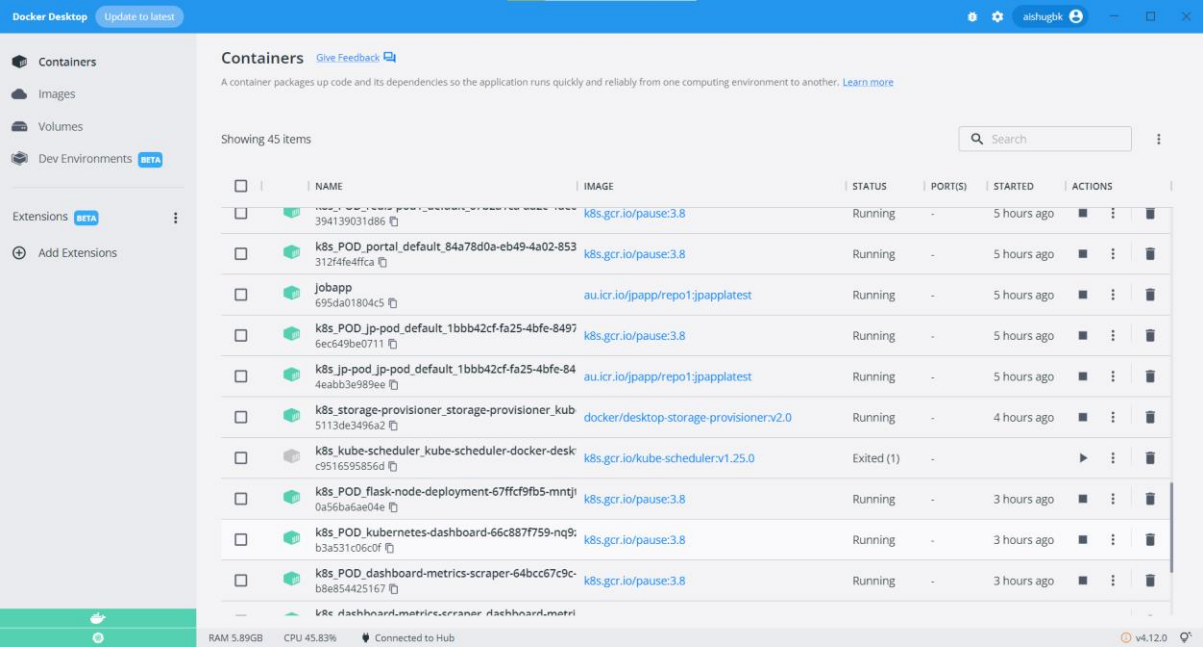 Docker Desktop Update to latest aishugbk
Containers
Images
Volumes
Dev Environments BETA
Extensions BETA
Add Extensions
Containers Give Feedback
A container packages up code and its dependencies so the application runs quickly and reliably from one computing environment to another. Learn more
Showing 45 items
Search
NAME IMAGE STATUS PORT(S) STARTED ACTIONS
394139031d86 k8s.gcr.io/pause:3.8 Running - 5 hours ago
k8s_POD_portal_default_84a78d0a-eb49-4a02-853
312f4fe4ffca k8s.gcr.io/pause:3.8 Running - 5 hours ago
jobapp
695da01804c5 au.icr.io/jpapp/repo1:jpapplatest Running - 5 hours ago
k8s_POD_jp-pod_default_1bbb42cf-fa25-4bfe-8497
6ec649be0711 k8s.gcr.io/pause:3.8 Running - 5 hours ago
k8s_jp-pod_jp-pod_default_1bbb42cf-fa25-4bfe-84
4eabb3e989ee au.icr.io/jpapp/repo1:jpapplatest Running - 5 hours ago
k8s_storage-provisioner_storage-provisioner_kub
5113de3496a2 docker/desktop-storage-provisioner:v2.0 Running - 4 hours ago
k8s_kube-scheduler_kube-scheduler-docker-desk
c9516595856d k8s.gcr.io/kube-scheduler:v1.25.0 Exited (1) -
k8s_POD_flask-node-deployment-67ffcf9fb5-mntj
0a56ba6ae04e k8s.gcr.io/pause:3.8 Running - 3 hours ago
k8s_POD_kubernetes-dashboard-66c887f759-nq9
b3a531c06c0f k8s.gcr.io/pause:3.8 Running - 3 hours ago
k8s_POD_dashboard-metrics-scraper-64bcc67c9c-
b8e854425167 k8s.gcr.io/pause:3.8 Running - 3 hours ago
k8s_dashboard-metrics-scraper_dashboard-metri
RAM 5.89GB CPU 45.83% Connected to Hub v4.12.0